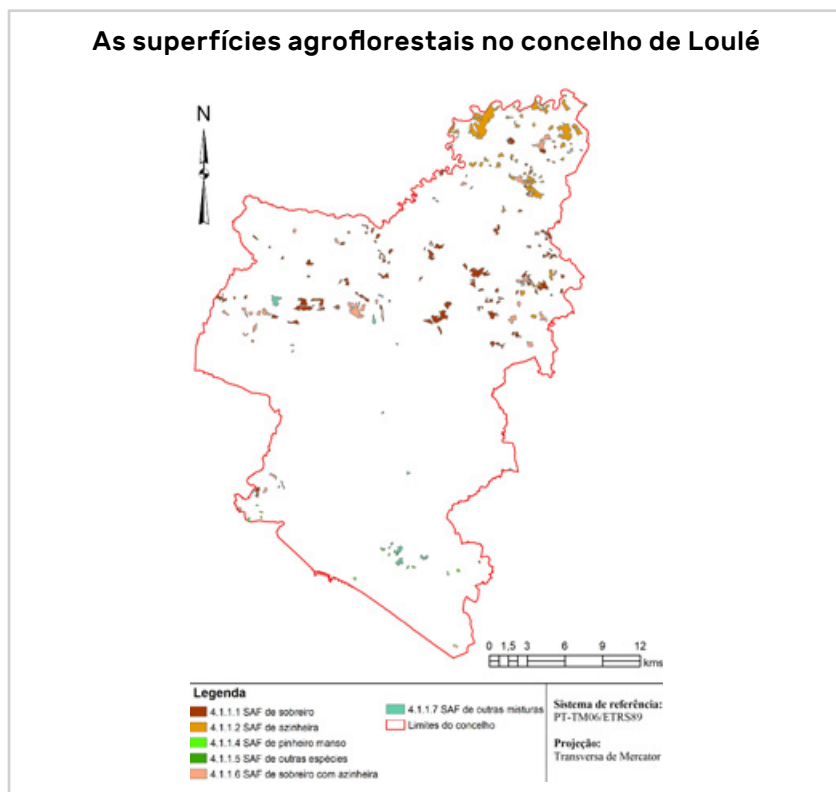 As superfícies agroflorestais no concelho de Loulé
N
0 1,5 3 6 9 12
kms
Legenda
4.1.1.1 SAF de sobreiro
4.1.1.2 SAF de azinheira
4.1.1.4 SAF de pinheiro manso
4.1.1.5 SAF de outras espécies
4.1.1.6 SAF de sobreiro com azinheira
4.1.1.7 SAF de outras misturas
Limites do concelho
Sistema de referência:
PT-TM06/ETRS89
Projeção:
Transversa de Mercator